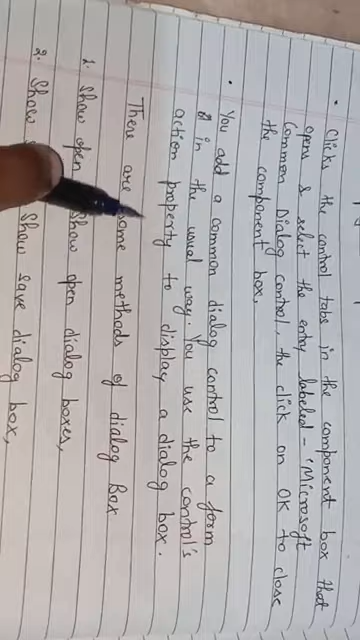 • Clicks the control tabs in the component box that
opens & select the entry labeled - 'Microsoft
Common Dialog control, the click on OK to close
the component box.
• You add a common dialog control to a form
in the usual way. You use the control's
action property to display a dialog box.
There are some methods of dialog Box
1. Show open Show open dialog boxes,
2. Show Show save dialog box,